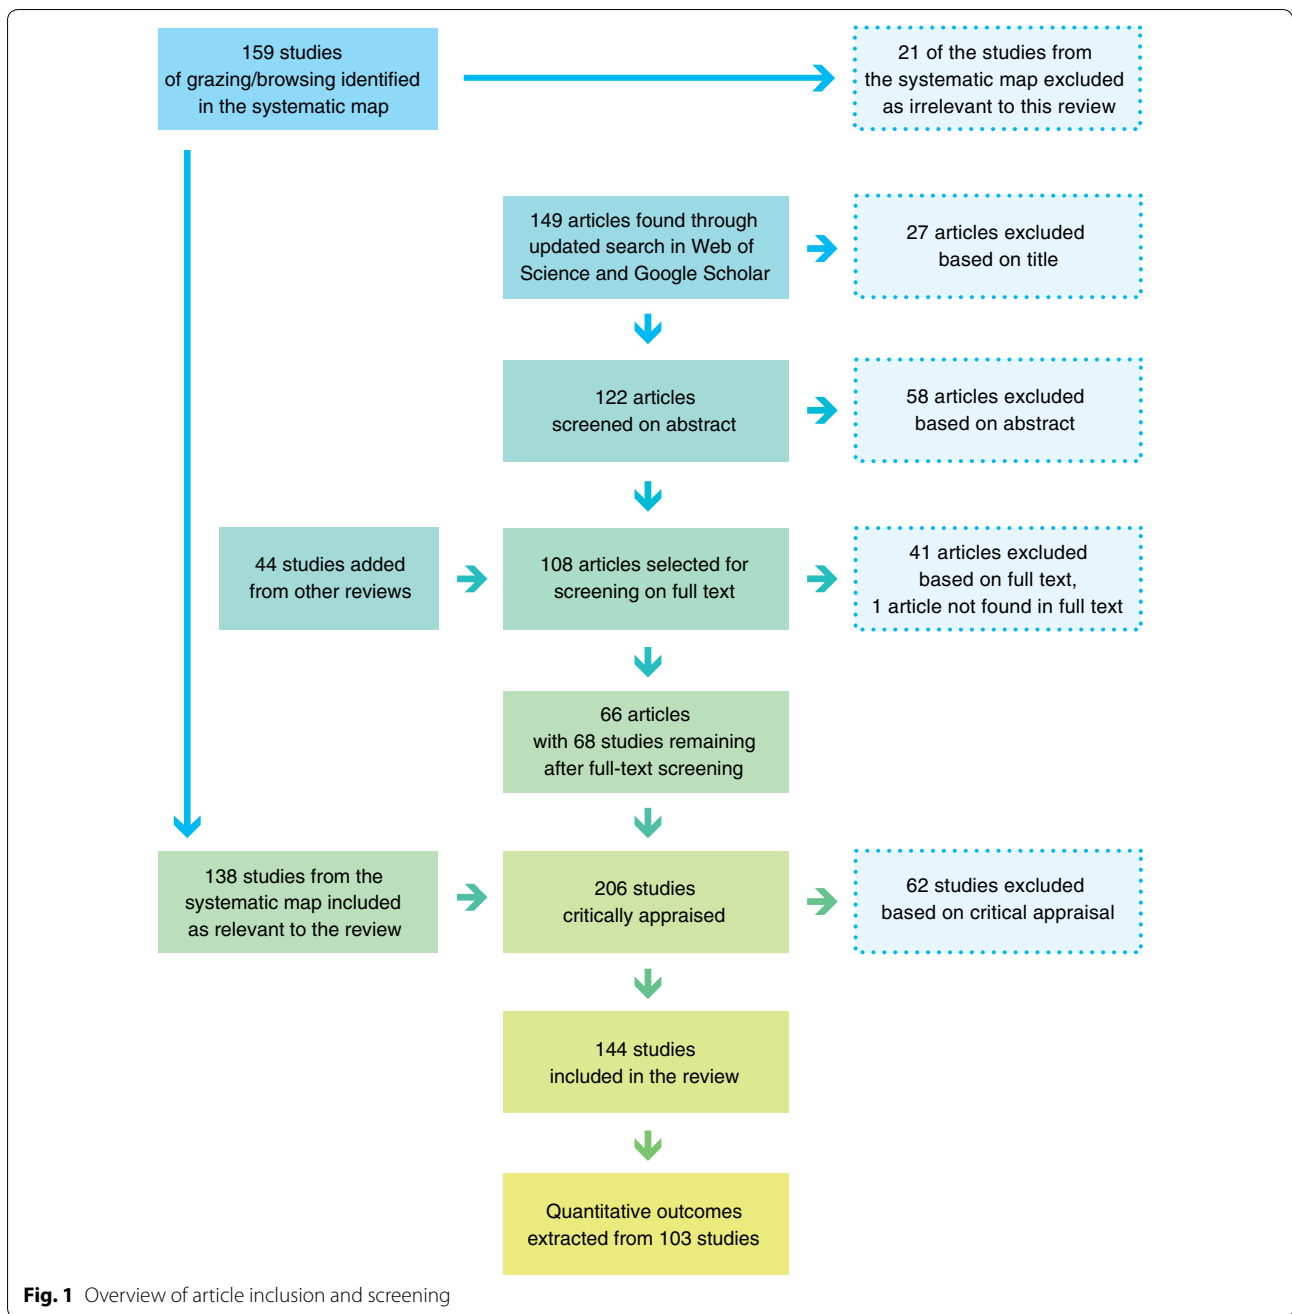 159 studies
of grazing/browsing identified
in the systematic map
21 of the studies from
the systematic map excluded
as irrelevant to this review
149 articles found through
updated search in Web of
Science and Google Scholar
27 articles excluded
based on title
122 articles
screened on abstract
58 articles excluded
based on abstract
44 studies added
from other reviews
108 articles selected for
screening on full text
41 articles excluded
based on full text,
1 article not found in full text
66 articles
with 68 studies remaining
after full-text screening
138 studies from the
systematic map included
as relevant to the review
206 studies
critically appraised
62 studies excluded
based on critical appraisal
144 studies
included in the review
Quantitative outcomes
extracted from 103 studies
Fig. 1 Overview of article inclusion and screening